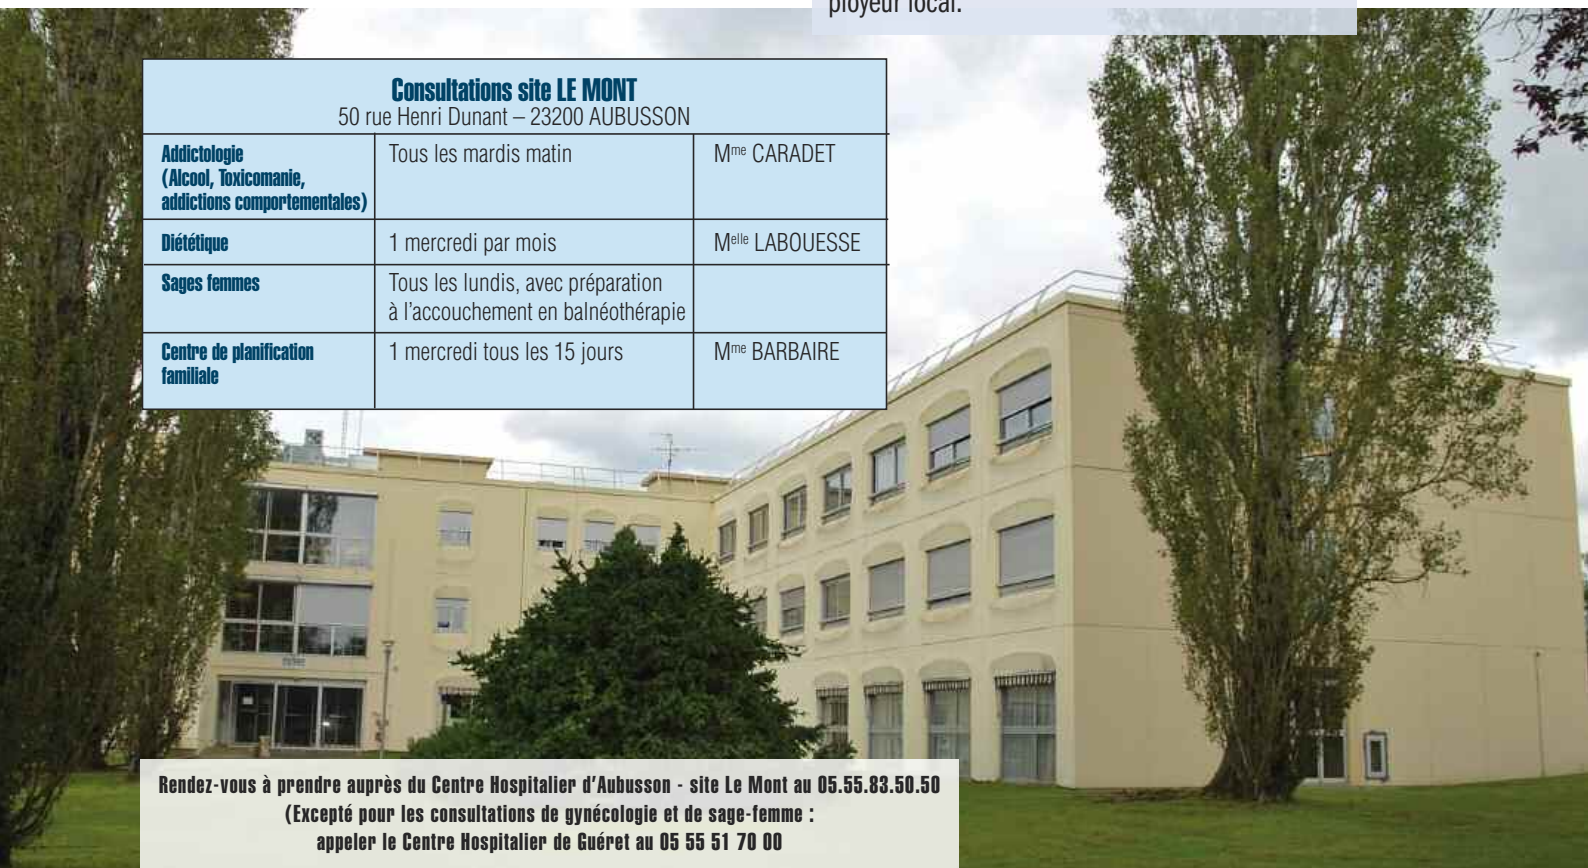 ployeur local.
Consultations site LE MONT
50 rue Henri Dunant – 23200 AUBUSSON
Addictologie
(Alcool, Toxicomanie,
addictions comportementales)
Tous les mardis matin
Mme CARADET
Diététique
1 mercredi par mois
Melle LABOUESSE
Sages femmes
Tous les lundis, avec préparation
à l'accouchement en balnéothérapie
Centre de planification
familiale
1 mercredi tous les 15 jours
Mme BARBAIRE
Rendez-vous à prendre auprès du Centre Hospitalier d'Aubusson - site Le Mont au 05.55.83.50.50
(Excepté pour les consultations de gynécologie et de sage-femme :
appeler le Centre Hospitalier de Guéret au 05 55 51 70 00